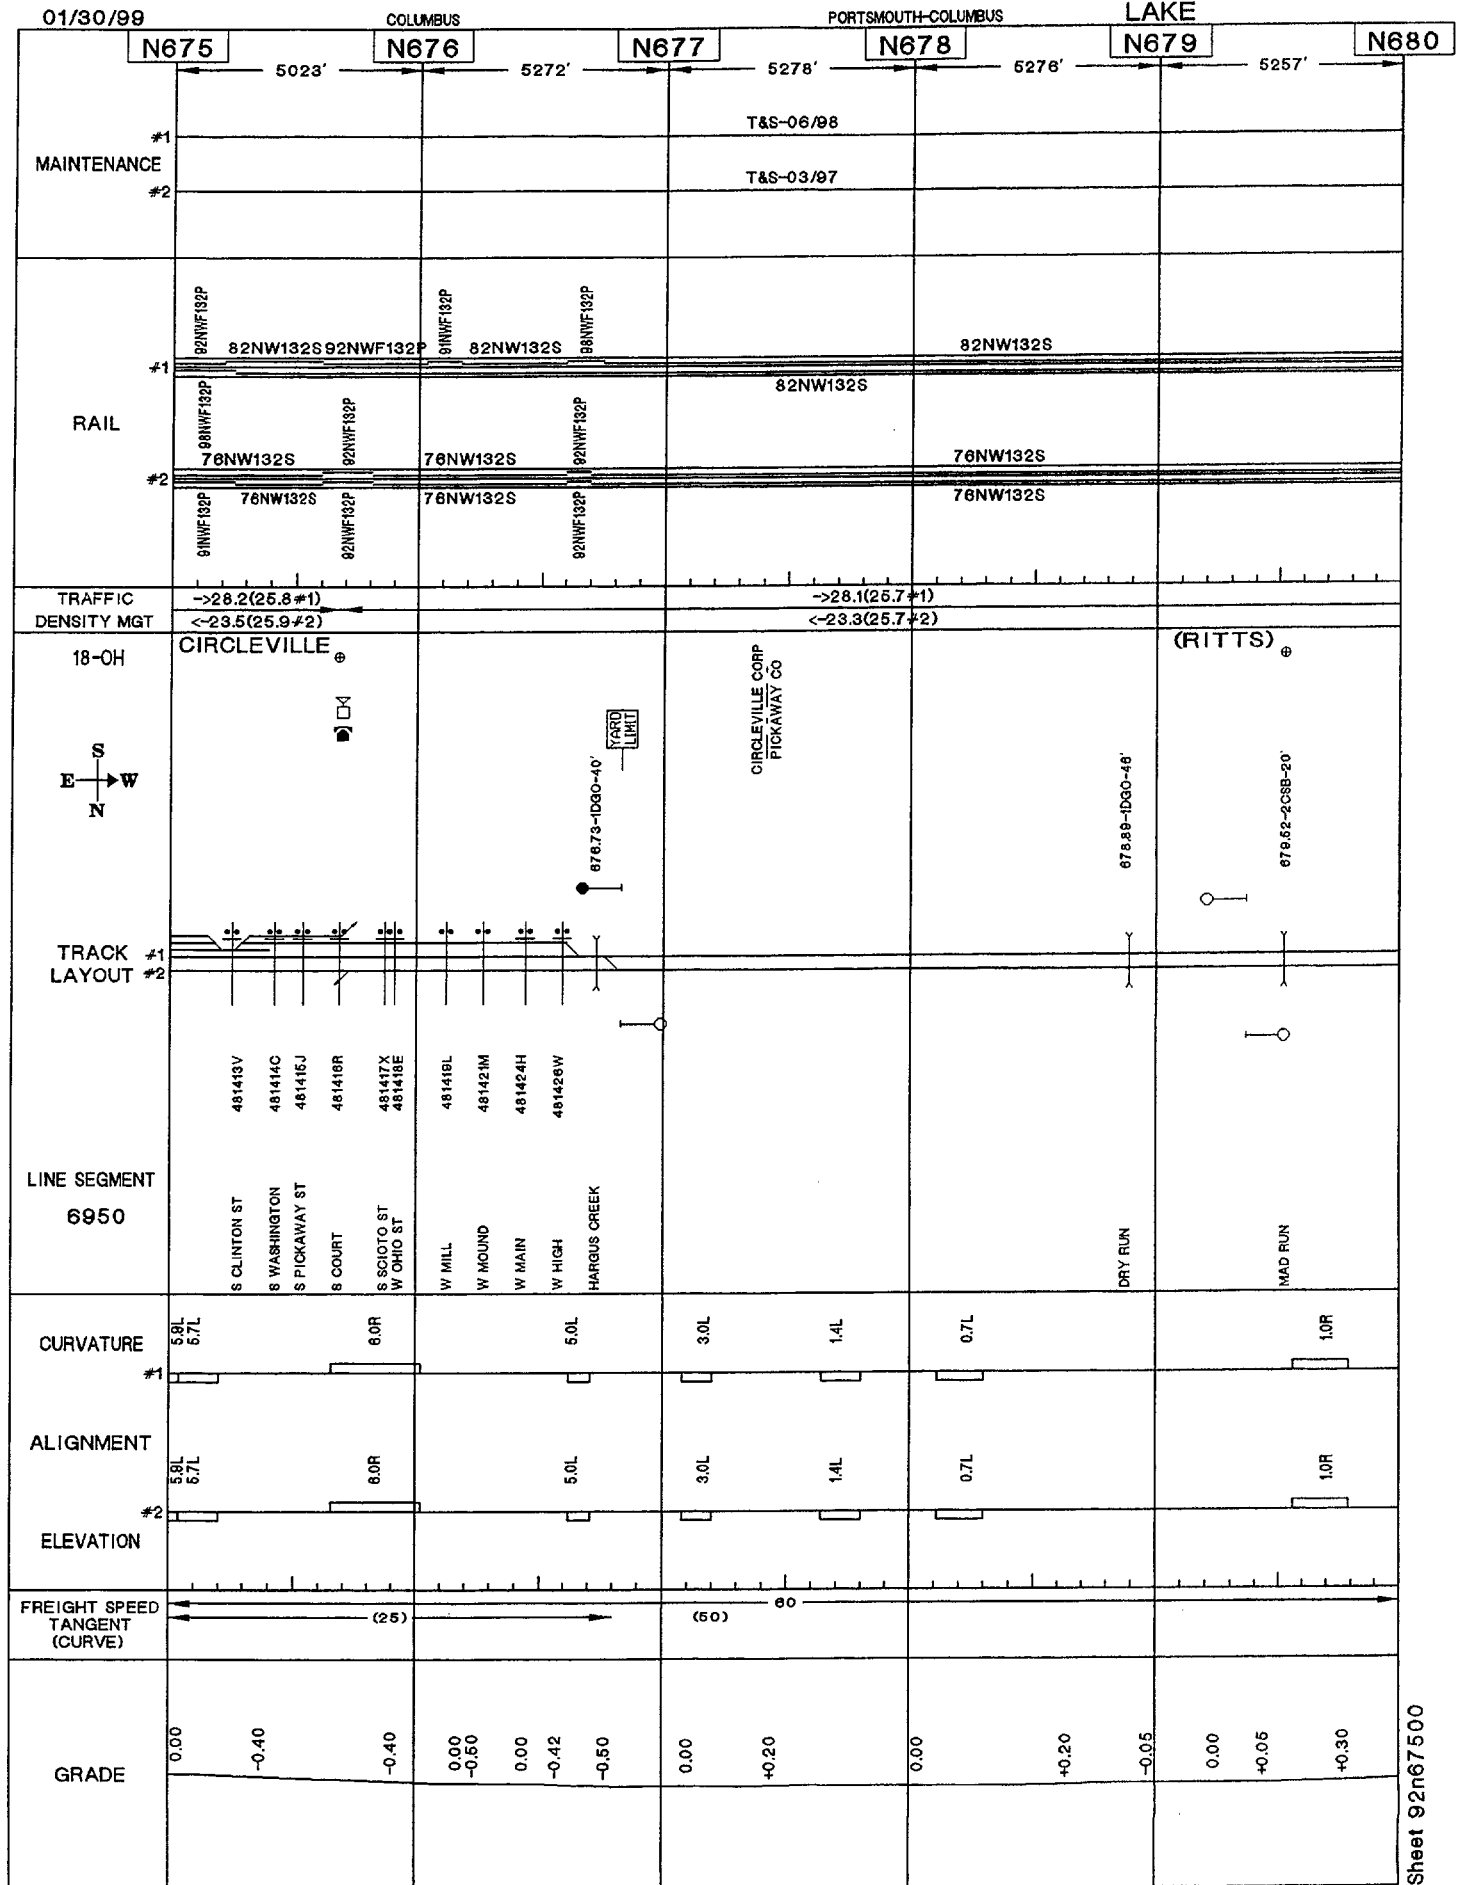 01/30/99 COLUMBUS PORTSMOUTH-COLUMBUS LAKE
N675 N676 N677 N678 N679 N680
5023' 5272' 5278' 5276' 5257'
#1 T&S-06/98
MAINTENANCE
#2 T&S-03/97
92NWF132P 91NWF132P 98NWF132P
82NW132S 92NWF132P 82NW132S 82NW132S
#1
82NW132S
RAIL
98NWF132P 92NWF132P 92NWF132P
76NW132S 76NW132S 76NW132S
#2
76NW132S 76NW132S 76NW132S
91NWF132P 92NWF132P 92NWF132P
TRAFFIC ->28.2(25.8#1) ->28.1(25.7#1)
DENSITY MGT <-23.5(25.9#2) <-23.3(25.7#2)
18-OH CIRCLEVILLE (RITTS)
CIRCLEVILLE CORP
PICKAWAY CO
YARD
LIMIT
S
E W
N
676.73-1DGO-40' 678.89-1DGO-46' 679.52-2CSB-20'
TRACK #1
LAYOUT #2
481413V 481414C 481415J 481416R 481417X 481418E 481419L 481421M 481424H 481426W
LINE SEGMENT
6950
S CLINTON ST S WASHINGTON S PICKAWAY ST S COURT S SCIOTO ST W OHIO ST W MILL W MOUND W MAIN W HIGH HARGUS CREEK DRY RUN MAD RUN
CURVATURE 5.9L 5.7L 6.0R 5.0L 3.0L 1.4L 0.7L 1.0R
#1
ALIGNMENT 5.9L 5.7L 6.0R 5.0L 3.0L 1.4L 0.7L 1.0R
#2
ELEVATION
FREIGHT SPEED 60
TANGENT (25) (50)
(CURVE)
GRADE 0.00 -0.40 -0.40 0.00 -0.50 0.00 -0.42 -0.50 0.00 +0.20 0.00 +0.20 -0.05 0.00 +0.05 +0.30
Sheet 92n67500